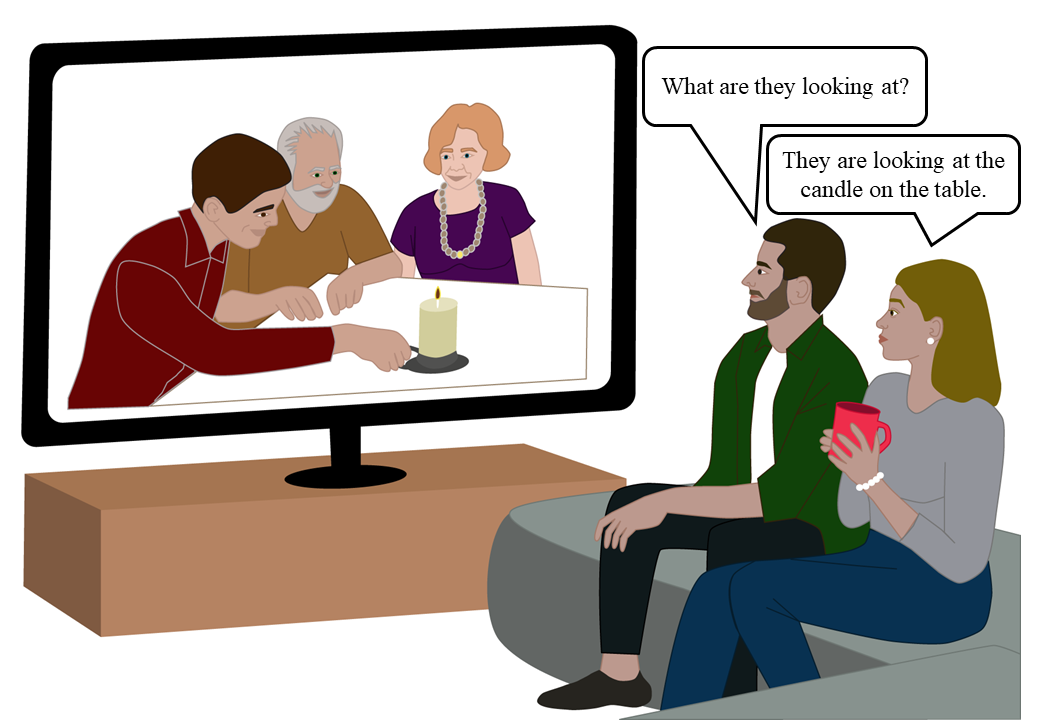 What are they looking at?
They are looking at the
candle on the table.